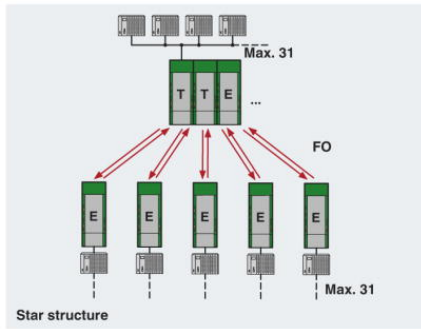 Max. 31
T T E ...
FO
E E E E E
Max. 31
Star structure